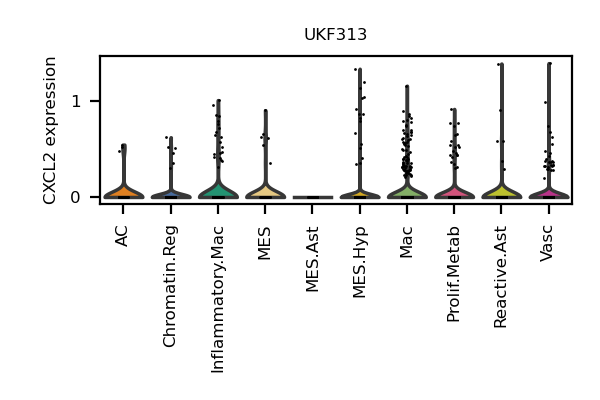 UKF313
CXCL2 expression
1
0
AC
Chromatin.Reg
Inflammatory.Mac
MES
MES.Ast
MES.Hyp
Mac
Prolif.Metab
Reactive.Ast
Vasc